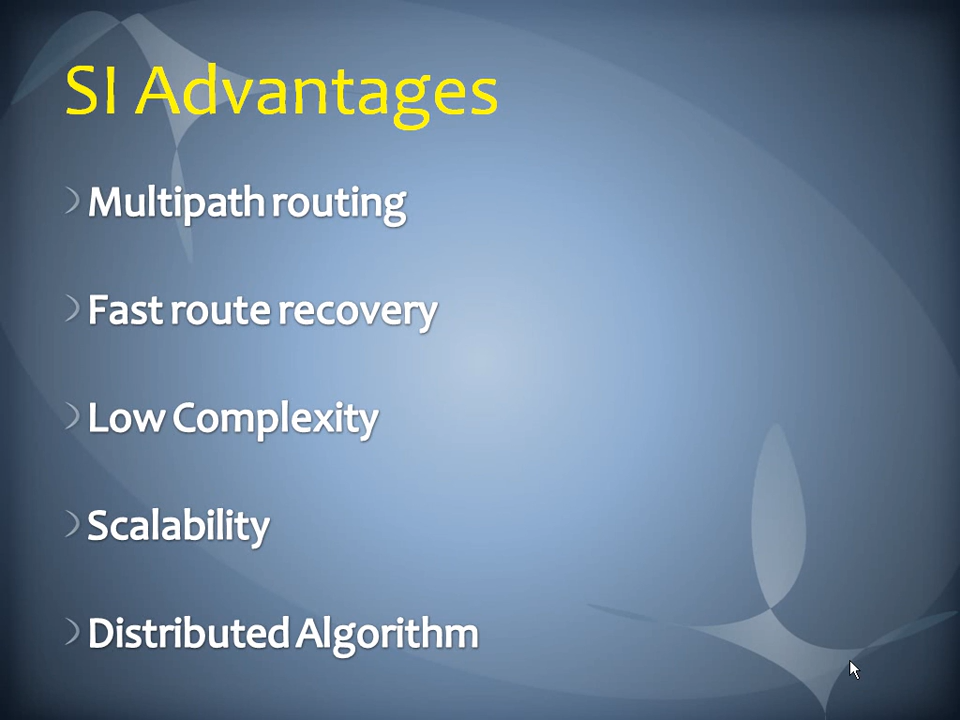 SI Advantages
Multipath routing
Fast route recovery
Low Complexity
Scalability
Distributed Algorithm